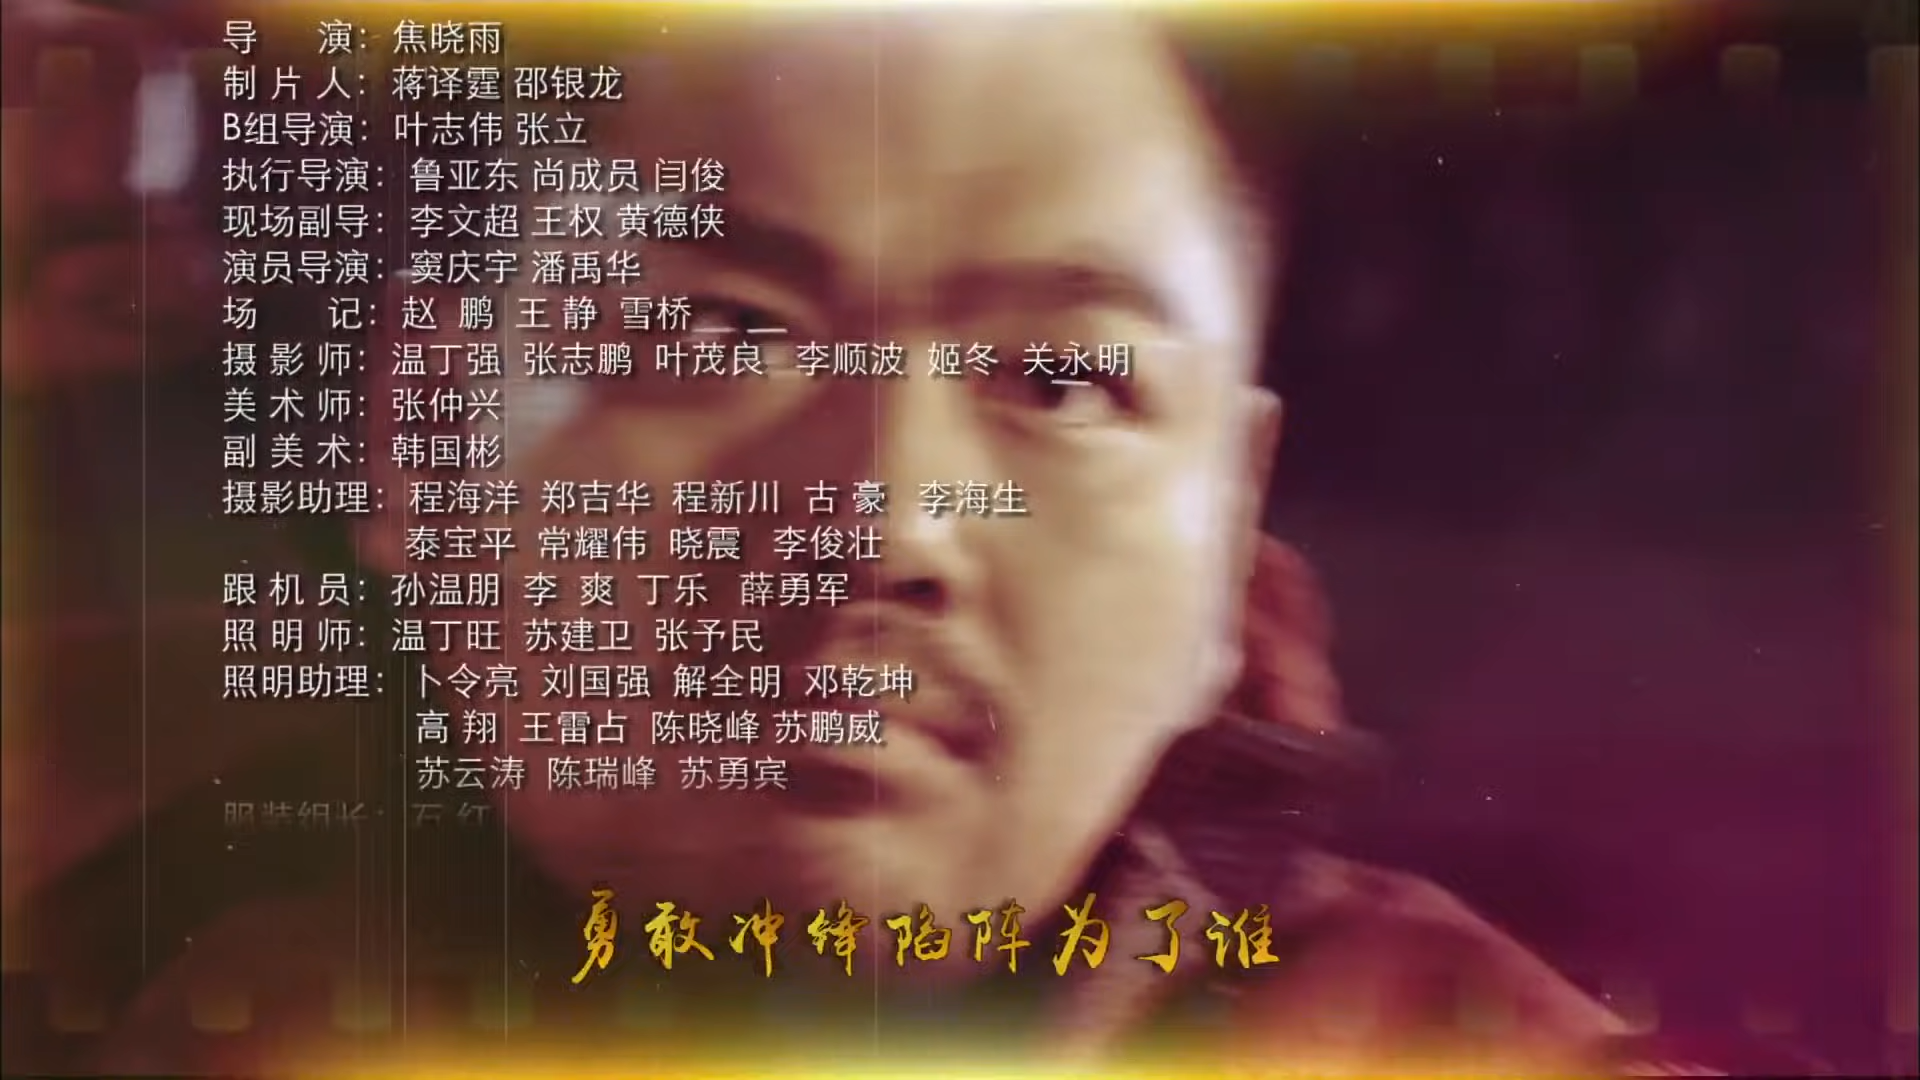 导 演：焦晓雨
制 片 人：蒋译霆 邵银龙
B组导演：叶志伟 张立
执行导演：鲁亚东 尚成员 闫俊
现场副导：李文超 王权 黄德侠
演员导演：窦庆宇 潘禹华
场 记：赵 鹏 王 静 雪桥
摄 影 师：温丁强 张志鹏 叶茂良 李顺波 姬冬 关永明
美 术 师：张仲兴
副 美 术：韩国彬
摄影助理：程海洋 郑吉华 程新川 古 豪 李海生
泰宝平 常耀伟 晓震 李俊壮
跟 机 员：孙温朋 李 爽 丁乐 薛勇军
照 明 师：温丁旺 苏建卫 张予民
照明助理：卜令亮 刘国强 解全明 邓乾坤
高 翔 王雷占 陈晓峰 苏鹏威
苏云涛 陈瑞峰 苏勇宾
服装组长：石 红
勇敢冲锋陷阵为了谁